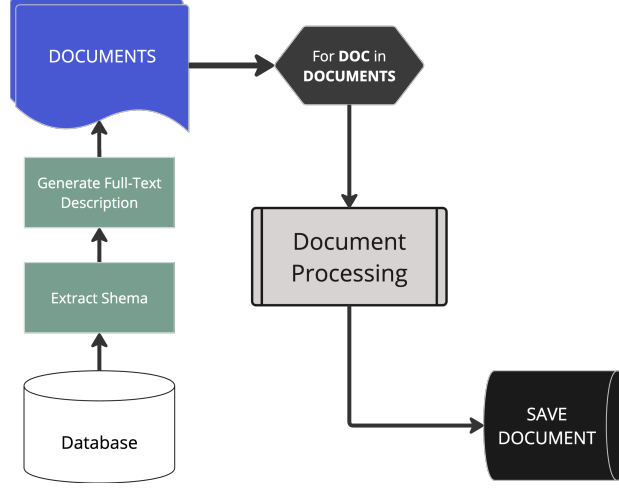 DOCUMENTS
For DOC in
DOCUMENTS
Generate Full-Text
Description
Document
Processing
Extract Shema
SAVE
DOCUMENT
Database